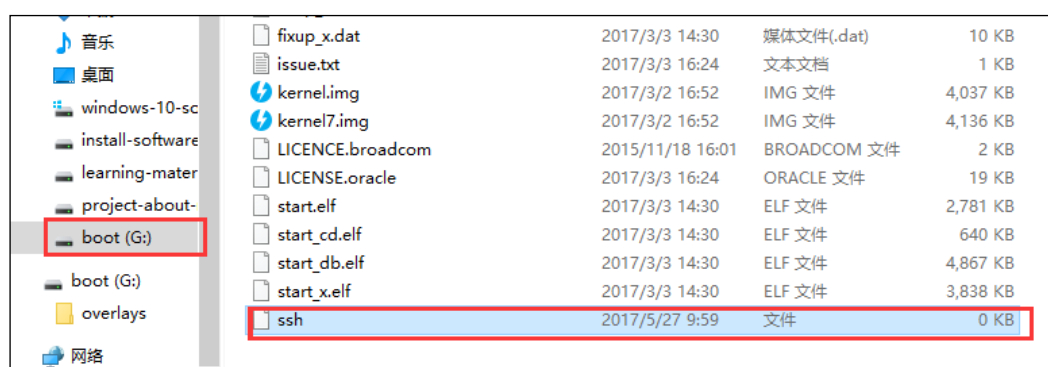 音乐
桌面
windows-10-sc
install-software
learning-mater
project-about-
boot (G:)
boot (G:)
overlays
网络
fixup_x.dat 2017/3/3 14:30 媒体文件(.dat) 10 KB
issue.txt 2017/3/3 16:24 文本文档 1 KB
kernel.img 2017/3/2 16:52 IMG 文件 4,037 KB
kernel7.img 2017/3/2 16:52 IMG 文件 4,136 KB
LICENCE.broadcom 2015/11/18 16:01 BROADCOM 文件 2 KB
LICENSE.oracle 2017/3/3 16:24 ORACLE 文件 19 KB
start.elf 2017/3/3 14:30 ELF 文件 2,781 KB
start_cd.elf 2017/3/3 14:30 ELF 文件 640 KB
start_db.elf 2017/3/3 14:30 ELF 文件 4,867 KB
start_x.elf 2017/3/3 14:30 ELF 文件 3,838 KB
ssh 2017/5/27 9:59 文件 0 KB